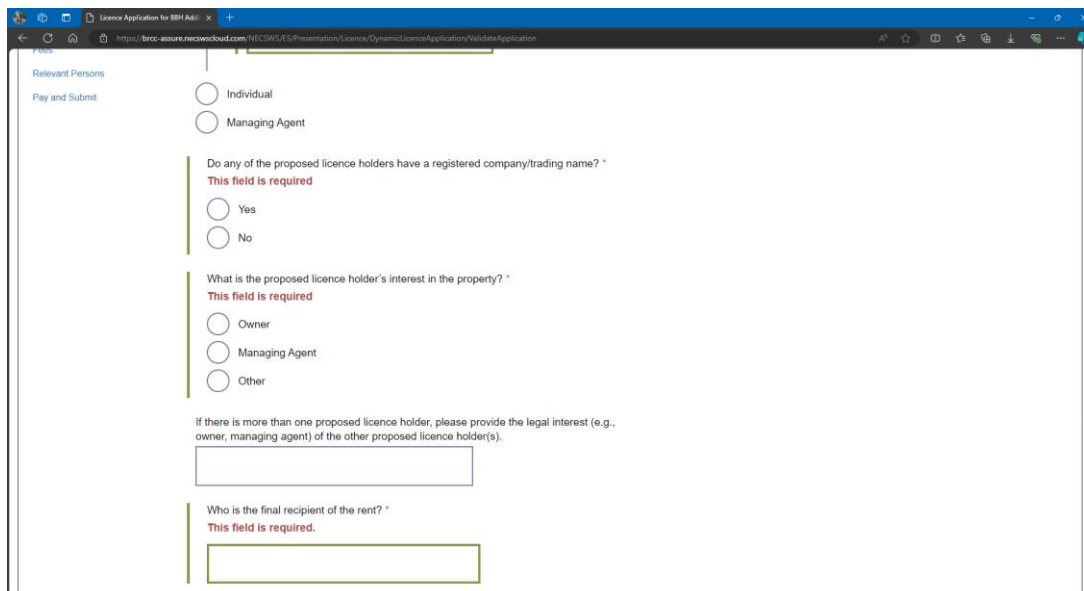 Licence Application for BBH Addi
https://brcc-assure.necswscloud.com/NECSWS/ES/Presentation/Licence/DynamicLicenceApplication/ValidateApplication
Fees
Relevant Persons
Pay and Submit
Individual
Managing Agent
Do any of the proposed licence holders have a registered company/trading name? *
This field is required
Yes
No
What is the proposed licence holder's interest in the property? *
This field is required
Owner
Managing Agent
Other
If there is more than one proposed licence holder, please provide the legal interest (e.g.,
owner, managing agent) of the other proposed licence holder(s).
Who is the final recipient of the rent? *
This field is required.